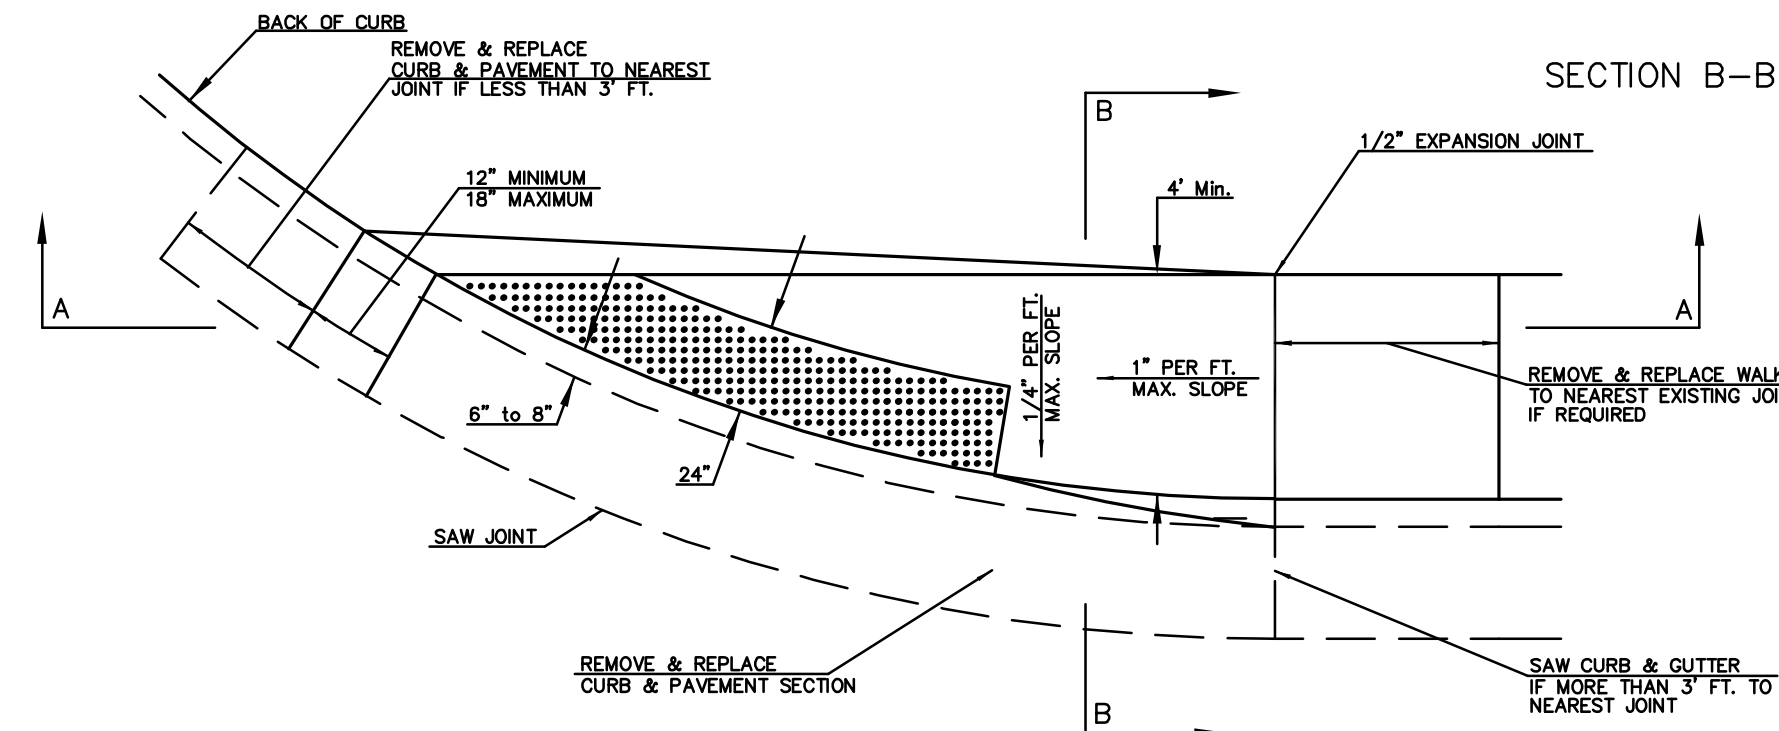 BACK OF CURB
REMOVE & REPLACE
CURB & PAVEMENT TO NEAREST
JOINT IF LESS THAN 3' FT.
SECTION B-B
B
1/2" EXPANSION JOINT
12" MINIMUM
18" MAXIMUM
4' Min.
A
A
1/4" PER FT.
MAX. SLOPE
1" PER FT.
MAX. SLOPE
REMOVE & REPLACE WALK
TO NEAREST EXISTING JOI
IF REQUIRED
6" to 8"
24"
SAW JOINT
REMOVE & REPLACE
CURB & PAVEMENT SECTION
SAW CURB & GUTTER
IF MORE THAN 3' FT. TO
NEAREST JOINT
B